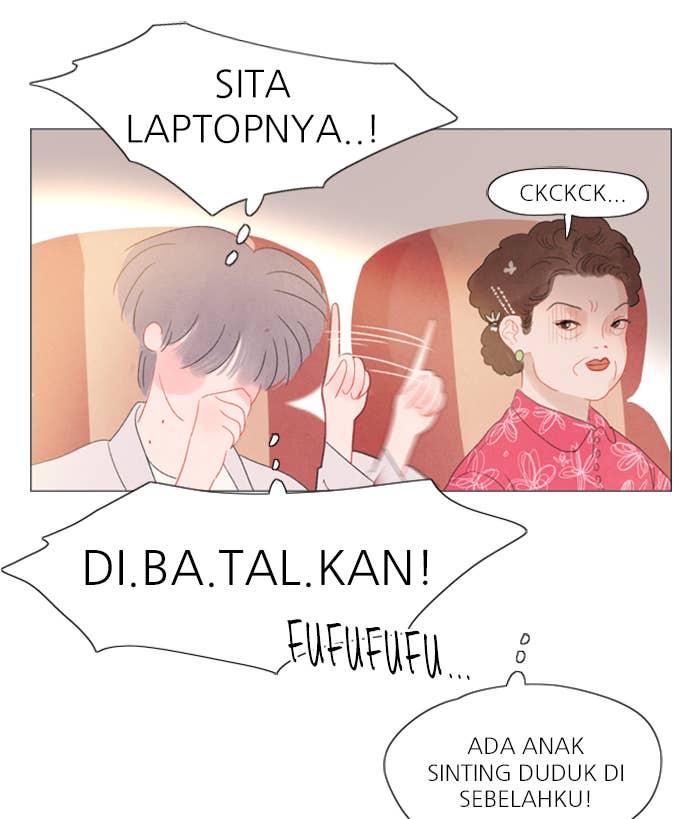 SITA
LAPTOPNYA..!
CKCKCK...
DI.BA.TAL.KAN!
FUFUFUFU...
ADA ANAK
SINTING DUDUK DI
SEBELAHKU!